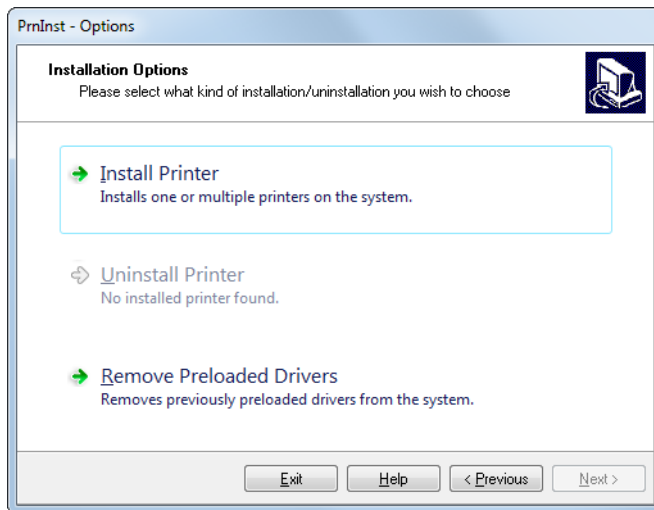 PrnInst - Options
Installation Options
Please select what kind of installation/uninstallation you wish to choose
Install Printer
Installs one or multiple printers on the system.
Uninstall Printer
No installed printer found.
Remove Preloaded Drivers
Removes previously preloaded drivers from the system.
Exit Help < Previous Next >